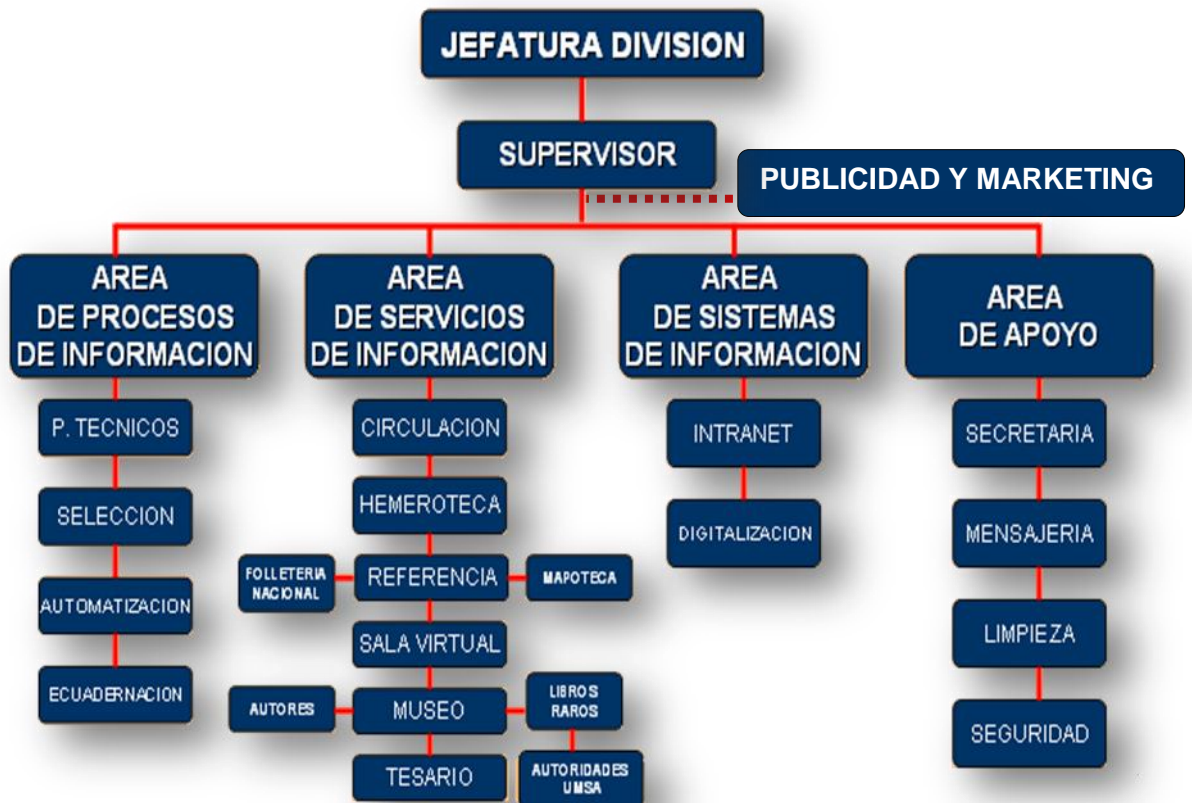 JEFATURA DIVISION
SUPERVISOR
PUBLICIDAD Y MARKETING
AREA
DE PROCESOS
DE INFORMACION
AREA
DE SERVICIOS
DE INFORMACION
AREA
DE SISTEMAS
DE INFORMACION
AREA
DE APOYO
P. TECNICOS
SELECCION
AUTOMATIZACION
ECUADERNACION
CIRCULACION
HEMEROTECA
FOLLETERIA
NACIONAL
REFERENCIA
MAPOTECA
SALA VIRTUAL
AUTORES
MUSEO
LIBROS
RAROS
TESARIO
AUTORIDADES
UMSA
INTRANET
DIGITALIZACION
SECRETARIA
MENSAJERIA
LIMPIEZA
SEGURIDAD